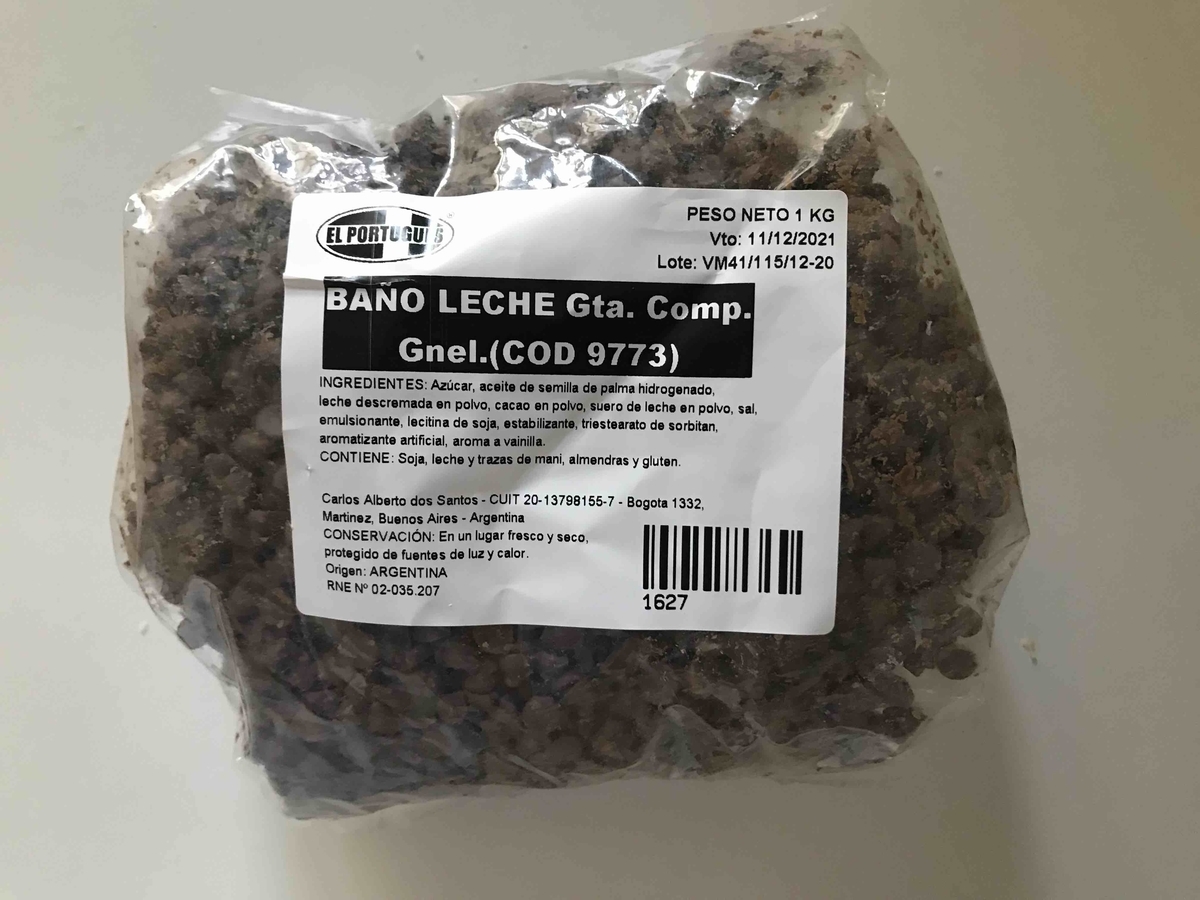 EL PORTUGUES
PESO NETO 1 KG
Vto: 11/12/2021
Lote: VM41/115/12-20
BAÑO LECHE Gta. Comp.
Gnel.(COD 9773)
INGREDIENTES: Azúcar, aceite de semilla de palma hidrogenado,
leche descremada en polvo, cacao en polvo, suero de leche en polvo, sal,
emulsionante, lecitina de soja, estabilizante, triestearato de sorbitan,
aromatizante artificial, aroma a vainilla.
CONTIENE: Soja, leche y trazas de mani, almendras y gluten.
Carlos Alberto dos Santos - CUIT 20-13798155-7 - Bogota 1332,
Martinez, Buenos Aires - Argentina
CONSERVACIÓN: En un lugar fresco y seco,
protegido de fuentes de luz y calor.
Origen: ARGENTINA
RNE Nº 02-035.207
1627